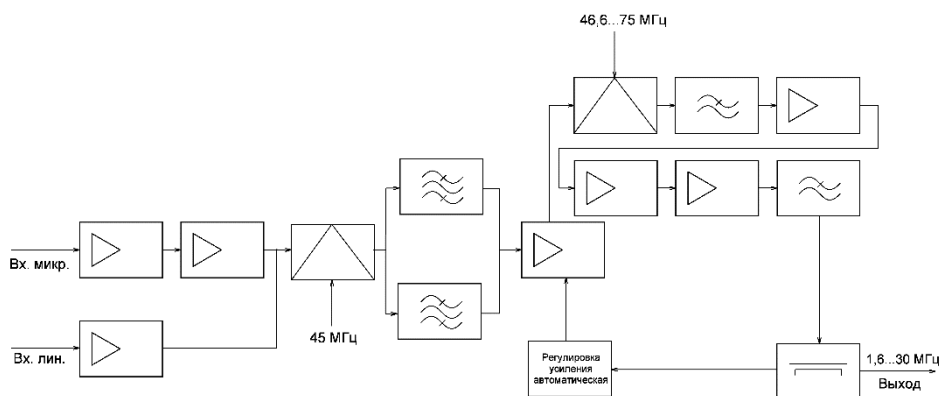 46,6...75 МГц
Вх. микр.
45 МГц
Вх. лин.
Регулировка
усиления
автоматическая
1,6...30 МГц
Выход